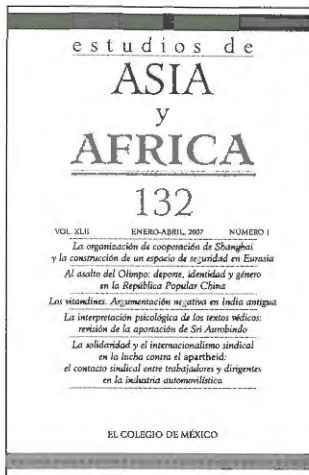 estudios de
ASIA
y
AFRICA
132
VOL. XLII ENERO-ABRIL, 2007 NÚMERO 1
La organización de cooperación de Shanghai
y la construcción de un espacio de seguridad en Eurasia
Al asalto del Olimpo: deporte, identidad y género
en la República Popular China
Los vitandines. Argumentación negativa en India antigua
La interpretación psicológica de los textos védicos:
revisión de la aportación de Sri Aurobindo
La solidaridad y el internacionalismo sindical
en la lucha contra el apartheid:
el contacto sindical entre trabajadores y dirigentes
en la industria automovilística
EL COLEGIO DE MÉXICO